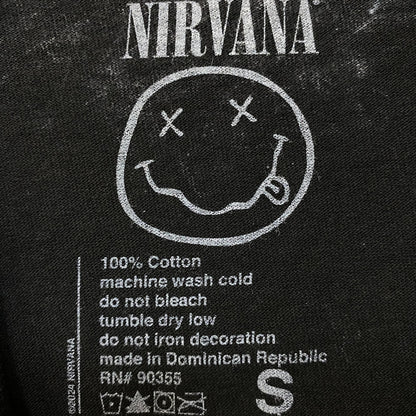 NIRVANA
100% Cotton
machine wash cold
do not bleach
tumble dry low
do not iron decoration
made in Dominican Republic
RN# 90355
S
©2024 NIRVANA